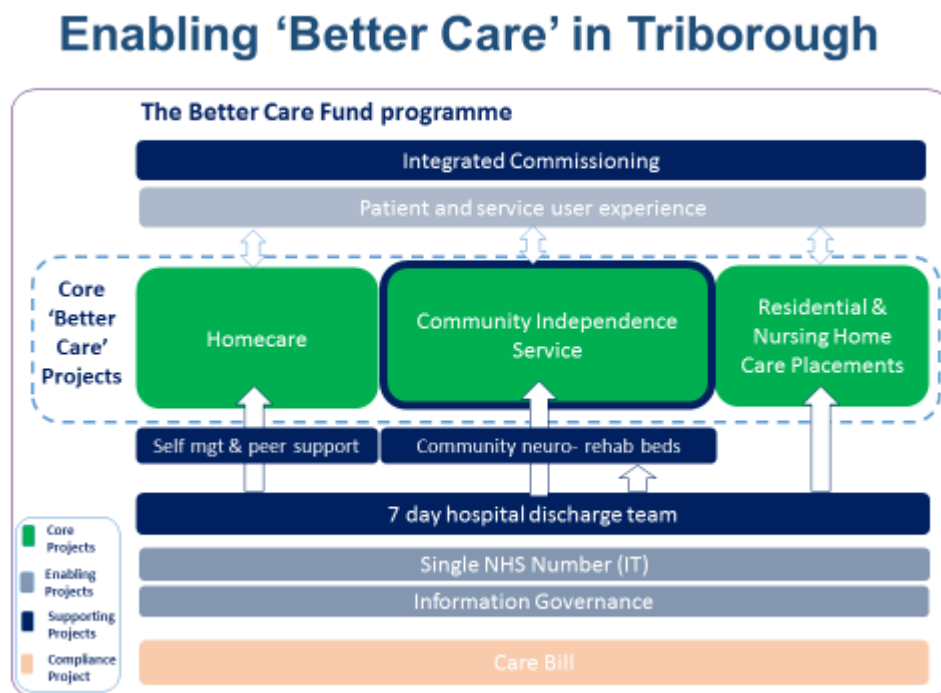 Enabling ‘Better Care’ in Triborough
The Better Care Fund programme
Integrated Commissioning
Patient and service user experience
Core
‘Better
Care’
Projects
Homecare
Community Independence
Service
Residential &
Nursing Home
Care Placements
Self mgt & peer support
Community neuro- rehab beds
7 day hospital discharge team
Single NHS Number (IT)
Information Governance
Care Bill
Core
Projects
Enabling
Projects
Supporting
Projects
Compliance
Project